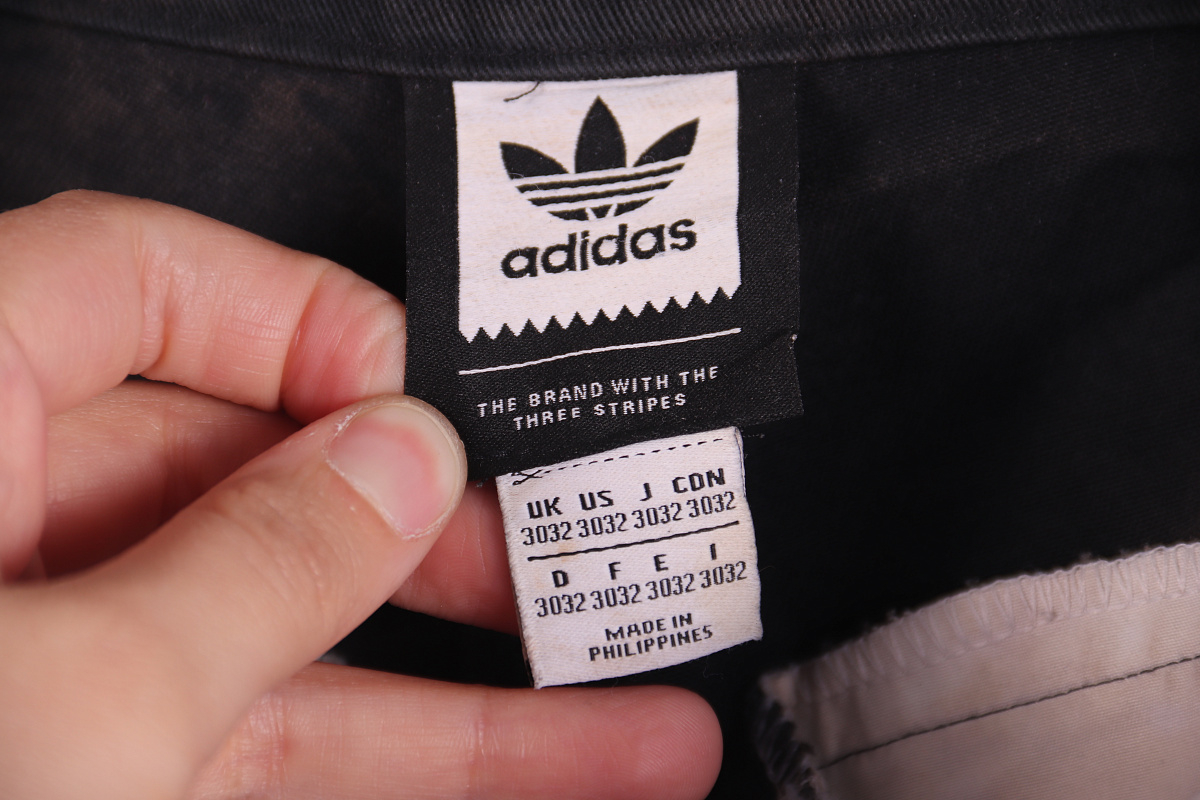 adidas
THE BRAND WITH THE
THREE STRIPES
UK US J CDN
3032 3032 3032 3032
D F E I
3032 3032 3032 3032
MADE IN
PHILIPPINES